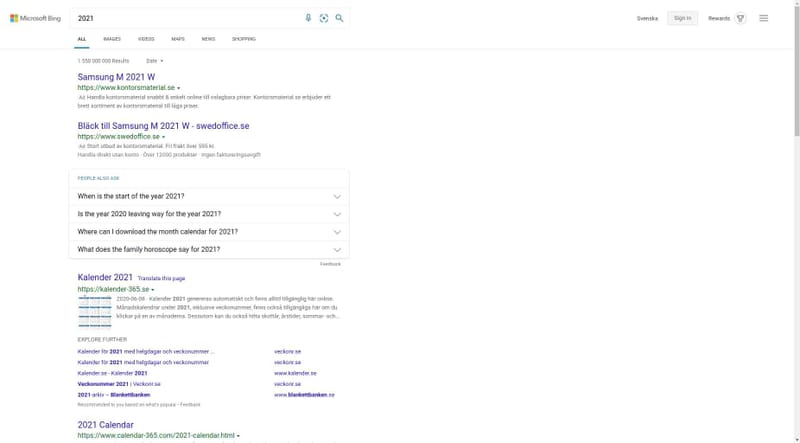 Microsoft Bing
2021
Svenska
Sign in
Rewards
ALL
IMAGES
VIDEOS
MAPS
NEWS
SHOPPING
1 550 000 000 Results
Date
Samsung M 2021 W
https://www.kontorsmaterial.se
Ad Handla kontorsmaterial snabbt & enkelt online till oslagbara priser. Kontorsmaterial.se erbjuder ett
brett sortiment av kontorsmaterial till låga priser.
Bläck till Samsung M 2021 W - swedoffice.se
https://www.swedoffice.se
Ad Stort utbud av kontorsmaterial. Fri frakt över 595 kr.
Handla direkt utan konto · Över 12000 produkter · Ingen faktureringsavgift
PEOPLE ALSO ASK
When is the start of the year 2021?
Is the year 2020 leaving way for the year 2021?
Where can I download the month calendar for 2021?
What does the family horoscope say for 2021?
Feedback
Kalender 2021 Translate this page
https://kalender-365.se
2020-06-08 · Kalender 2021 genereras automatiskt och finns alltid tillgänglig här online.
Månadskalendrar under 2021, inklusive veckonummer, finns också tillgängliga här om du
klickar på en av månaderna. Dessutom kan du också hitta skottår, årstider, sommar- och...
EXPLORE FURTHER
Kalender för 2021 med helgdagar och veckonummer ... veckonr.se
Kalender för 2021 med helgdagar och veckonummer veckonr.se
Kalender.se - Kalender 2021 www.kalender.se
Veckonummer 2021 | Veckonr.se veckonr.se
2021 arkiv – Blankettbanken www.blankettbanken.se
Recommended to you based on what's popular • Feedback
2021 Calendar
https://www.calendar-365.com/2021-calendar.html